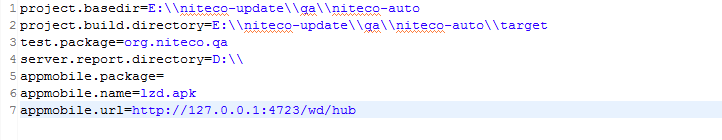 1 project.basedir=E:\\niteco-update\\qa\\niteco-auto
2 project.build.directory=E:\\niteco-update\\qa\\niteco-auto\\target
3 test.package=org.niteco.qa
4 server.report.directory=D:\\
5 appmobile.package=
6 appmobile.name=lzd.apk
7 appmobile.url=http://127.0.0.1:4723/wd/hub